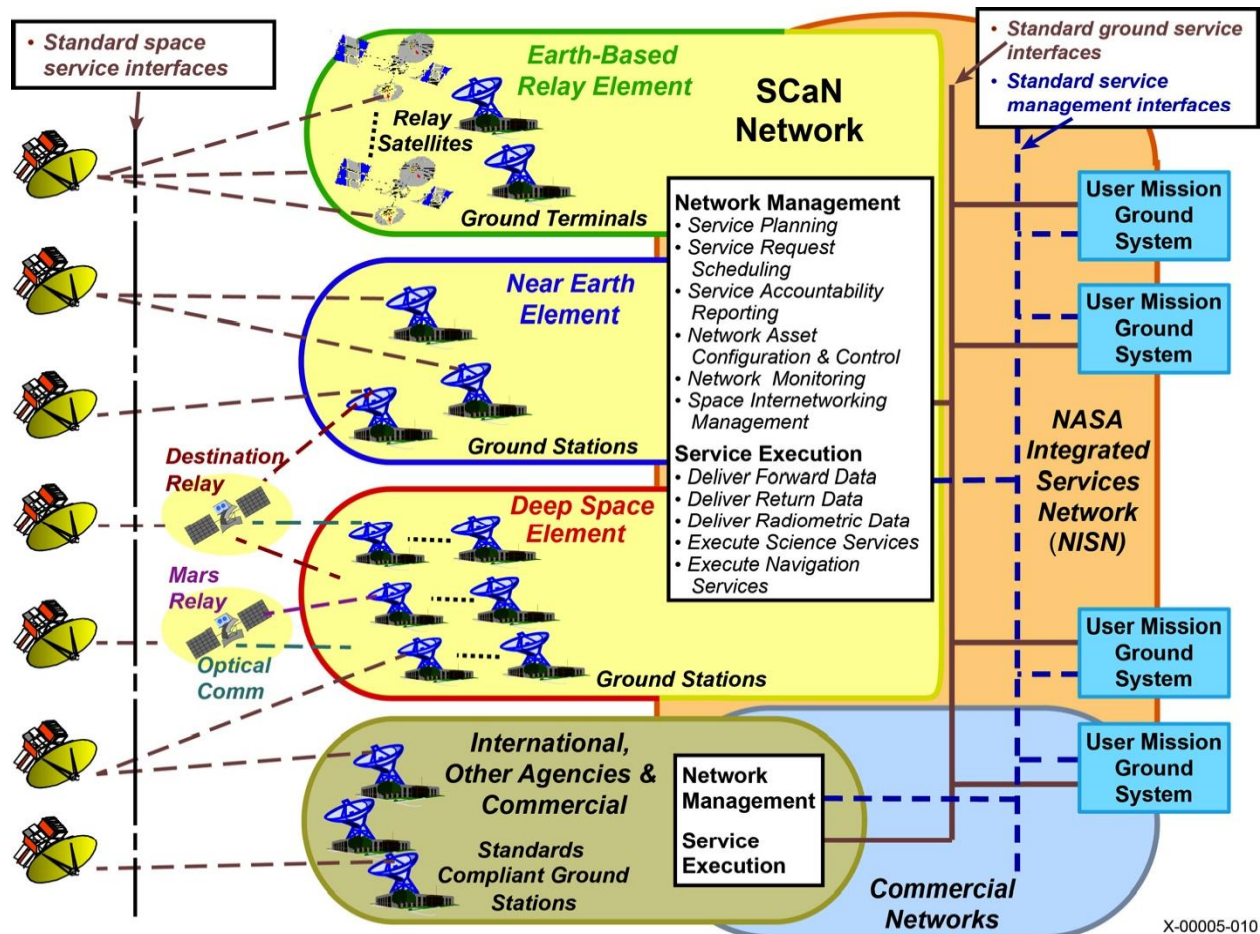 • Standard space
service interfaces
Earth-Based
Relay Element
Relay
Satellites
Ground Terminals
SCaN
Network
• Standard ground service
interfaces
• Standard service
management interfaces
Near Earth
Element
Ground Stations
Destination
Relay
Mars
Relay
Optical
Comm
Deep Space
Element
Ground Stations
Network Management
• Service Planning
• Service Request
Scheduling
• Service Accountability
Reporting
• Network Asset
Configuration & Control
• Network Monitoring
• Space Internetworking
Management
Service Execution
• Deliver Forward Data
• Deliver Return Data
• Deliver Radiometric Data
• Execute Science Services
• Execute Navigation
Services
User Mission
Ground
System
User Mission
Ground
System
NASA
Integrated
Services
Network
(NISN)
User Mission
Ground
System
User Mission
Ground
System
International,
Other Agencies &
Commercial
Standards
Compliant Ground
Stations
Network
Management
Service
Execution
Commercial
Networks
X-00005-010